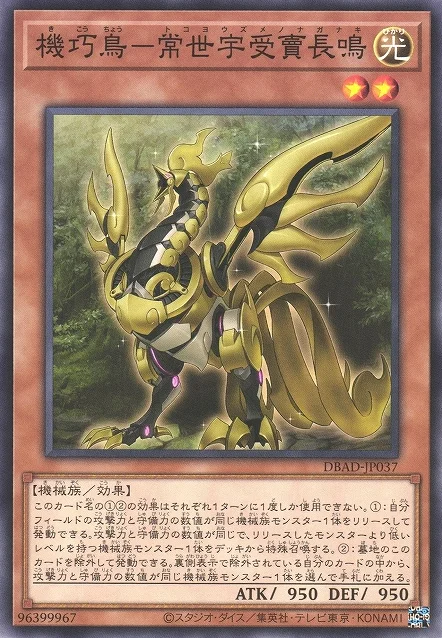 機巧鳥－常世宇受賣長鳴
光
DBAD-JP037
【機械族／効果】
このカード名の①②の効果はそれぞれ1ターンに1度しか使用できない。①：自分
フィールドの攻撃力と守備力の数値が同じ機械族モンスター1体をリリースして
発動できる。攻撃力と守備力の数値が同じで、リリースしたモンスターより低い
レベルを持つ機械族モンスター1体をデッキから特殊召喚する。②：墓地のこの
カードを除外して発動できる。裏側表示で除外されている自分のカードの中から、
攻撃力と守備力の数値が同じ機械族モンスター1体を選んで手札に加える。
ATK/ 950 DEF/ 950
96399967
©スタジオ・ダイス／集英社・テレビ東京・KONAMI